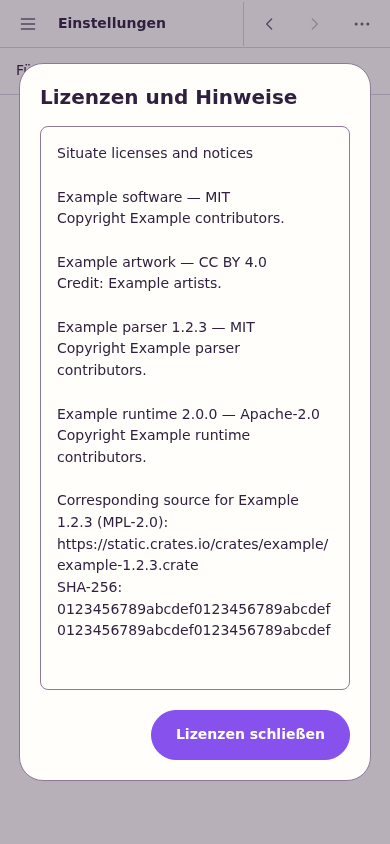 Einstellungen
Lizenzen und Hinweise
Situate licenses and notices
Example software — MIT
Copyright Example contributors.
Example artwork — CC BY 4.0
Credit: Example artists.
Example parser 1.2.3 — MIT
Copyright Example parser
contributors.
Example runtime 2.0.0 — Apache-2.0
Copyright Example runtime
contributors.
Corresponding source for Example
1.2.3 (MPL-2.0):
https://static.crates.io/crates/example/
example-1.2.3.crate
SHA-256:
0123456789abcdef0123456789abcdef
0123456789abcdef0123456789abcdef
Lizenzen schließen